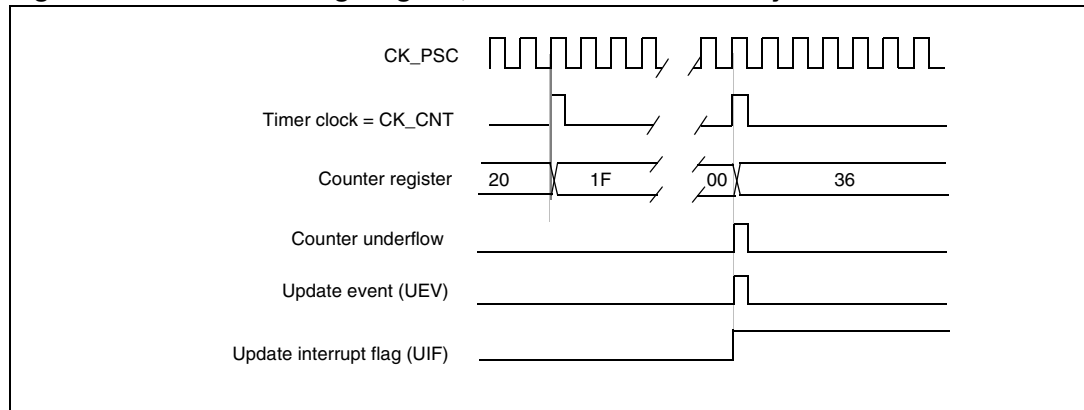 CK_PSC
Timer clock = CK_CNT
Counter register
20
1F
00
36
Counter underflow
Update event (UEV)
Update interrupt flag (UIF)